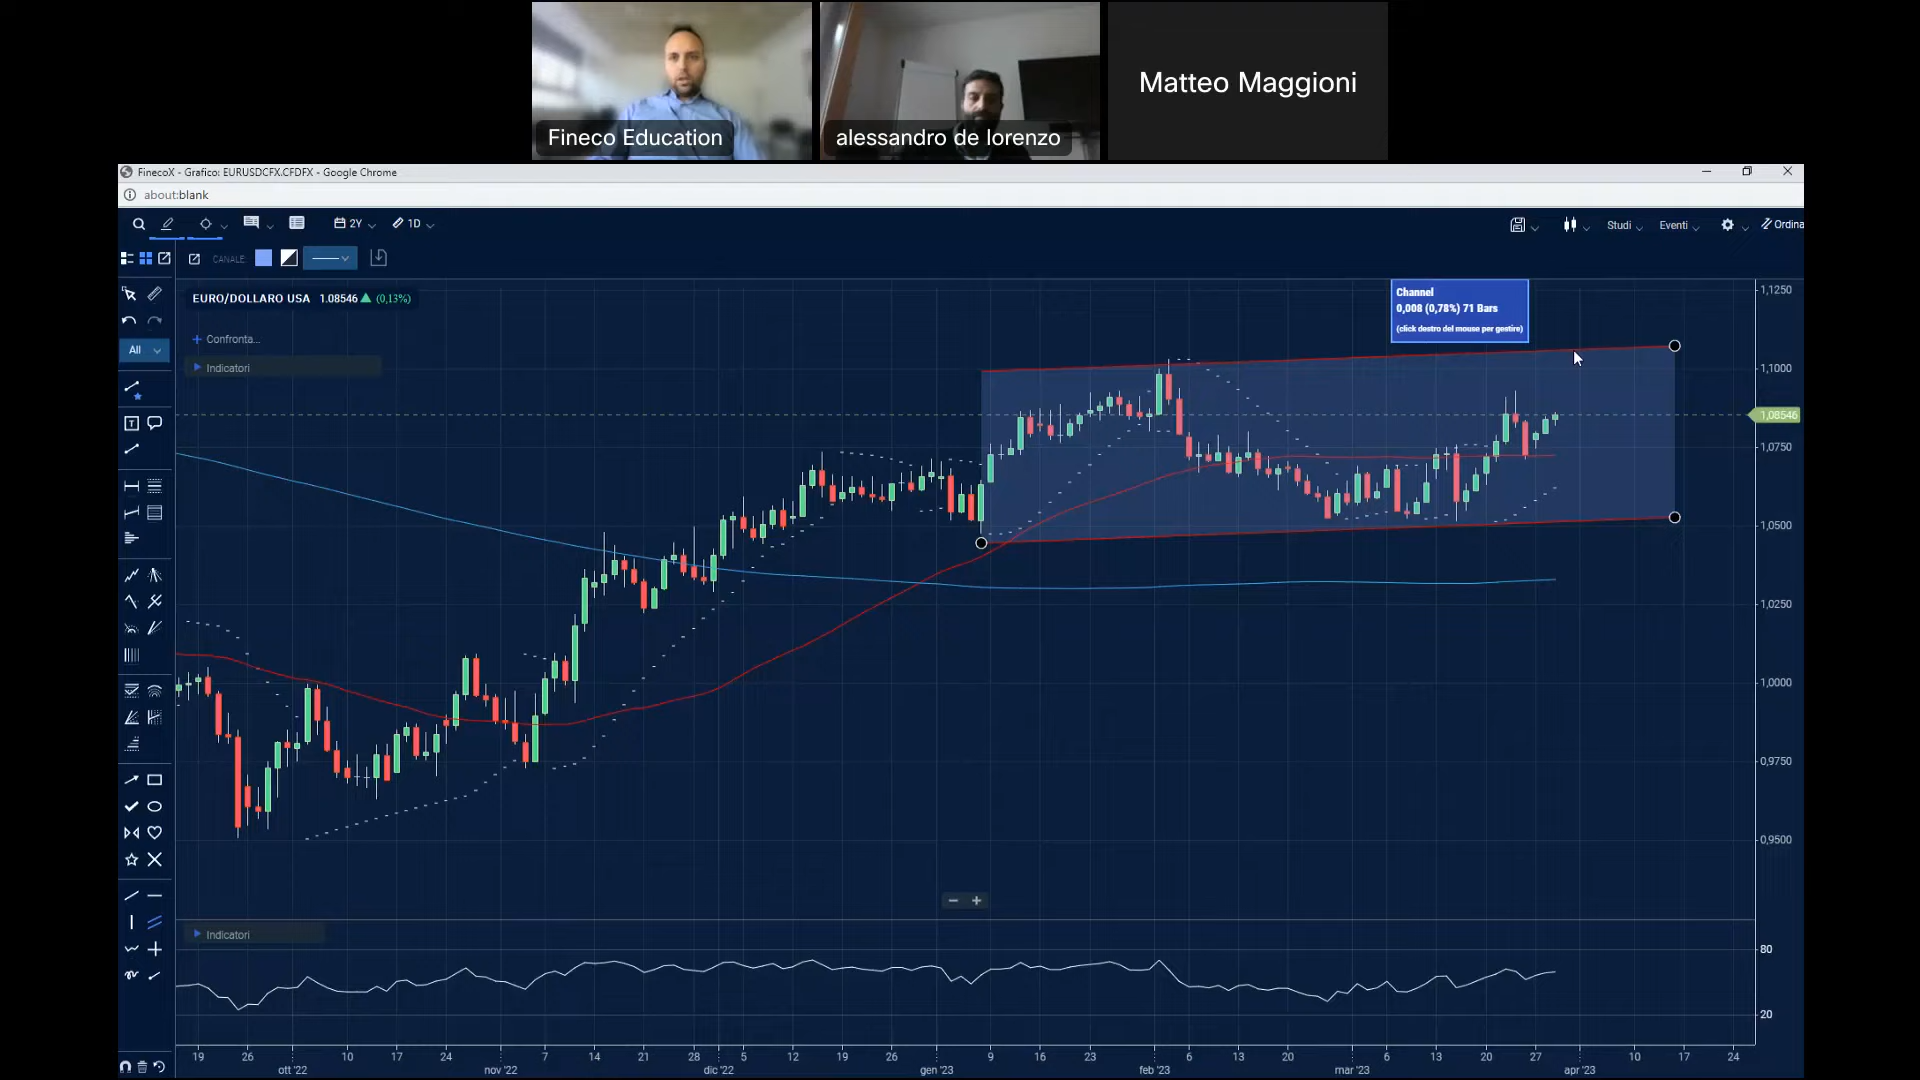 Fineco Education
alessandro de lorenzo
Matteo Maggioni
FinecoX - Grafico: EURUSDCFX.CFDFX - Google Chrome
about:blank
2Y
1D
Studi
Eventi
Ordina
CANALE:
EURO/DOLLARO USA 1.08546 (0,13%)
Confronta...
Indicatori
All
Channel
0,008 (0,78%) 71 Bars
(click destro del mouse per gestire)
1,1250
1,1000
1,08546
1,0750
1,0500
1,0250
1,0000
0,9750
0,9500
Indicatori
80
20
19 26 10 17 24 7 14 21 28 5 12 19 26 9 16 23 6 13 20 6 13 20 27 10 17 24
ott '22 nov '22 dic '22 gen '23 feb '23 mar '23 apr '23